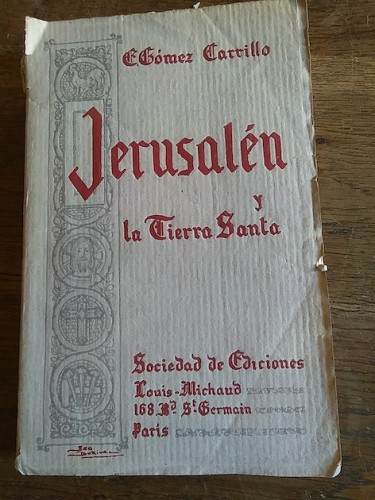 E. Gómez Carrillo
Jerusalén
y
la Tierra Santa
Sociedad de Ediciones
Louis-Michaud
168. Bd St. Germain
Paris